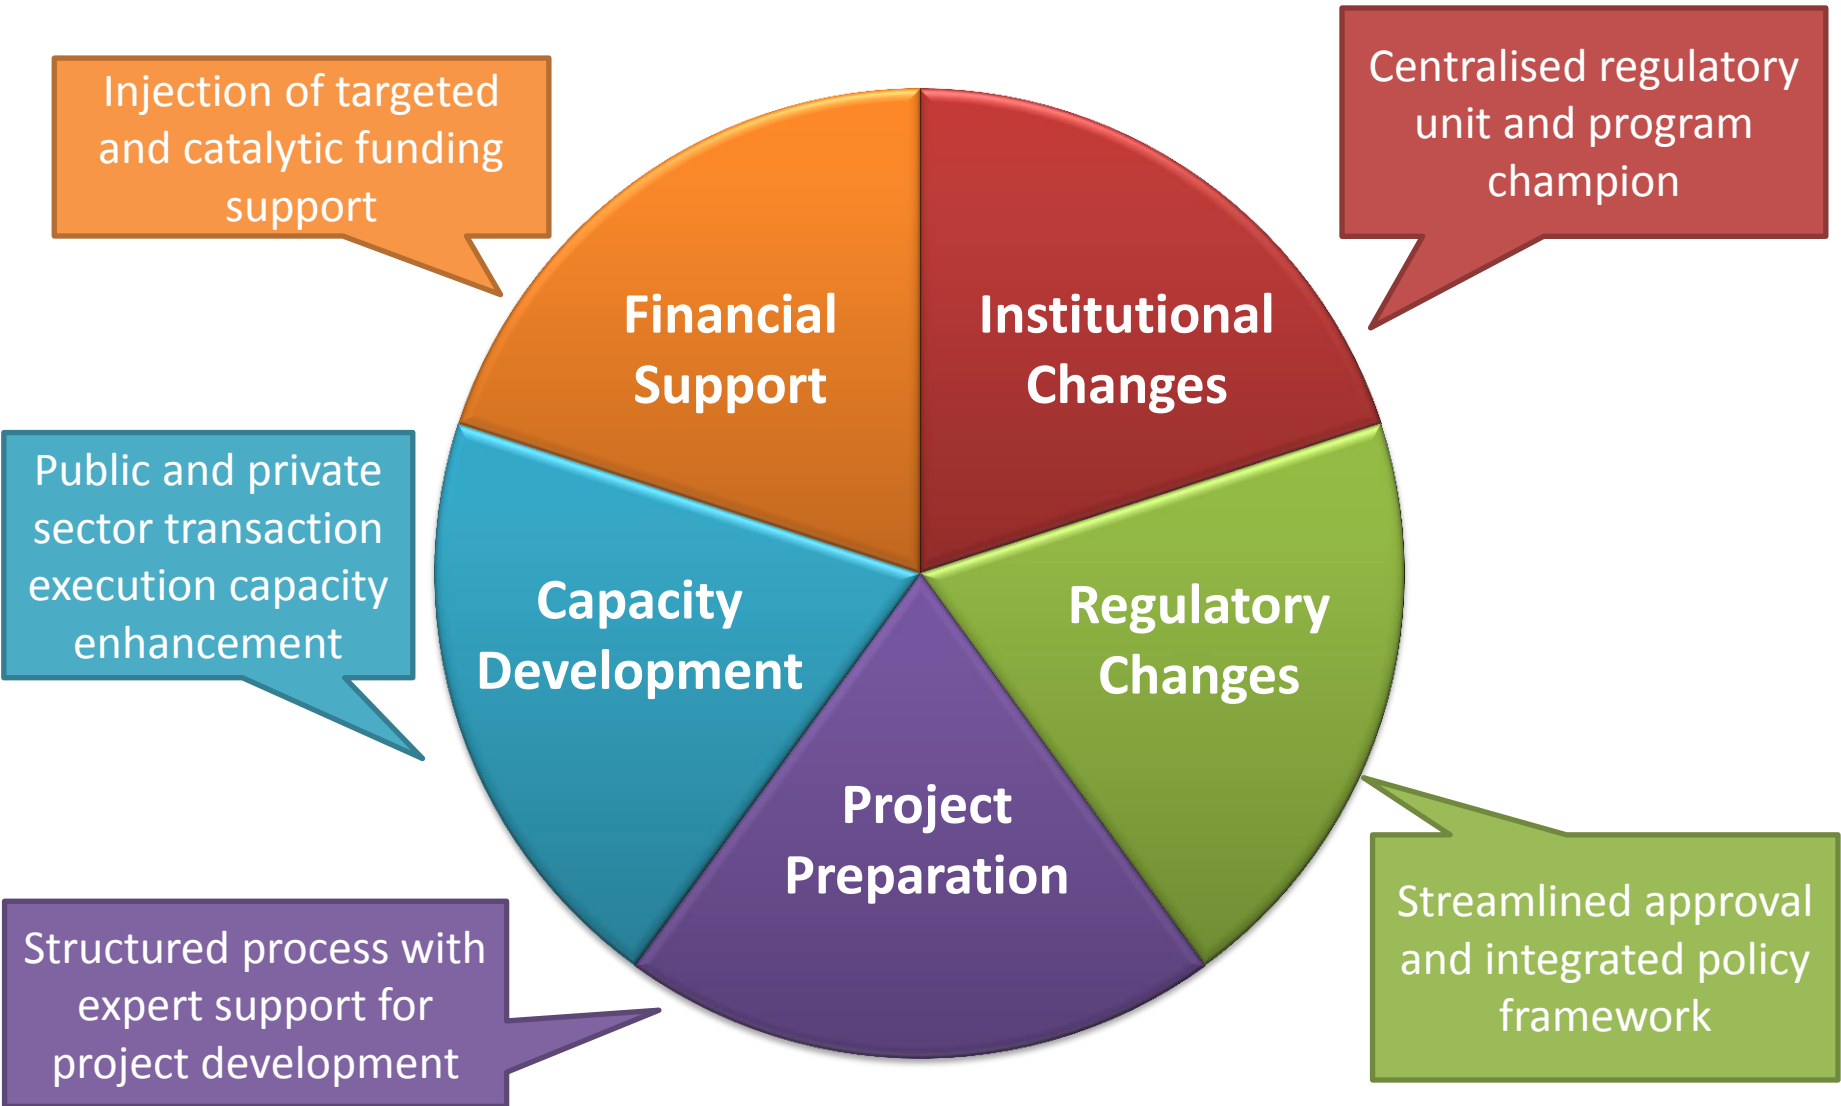 Injection of targeted
and catalytic funding
support
Centralised regulatory
unit and program
champion
Financial
Support
Institutional
Changes
Public and private
sector transaction
execution capacity
enhancement
Capacity
Development
Regulatory
Changes
Project
Preparation
Structured process with
expert support for
project development
Streamlined approval
and integrated policy
framework